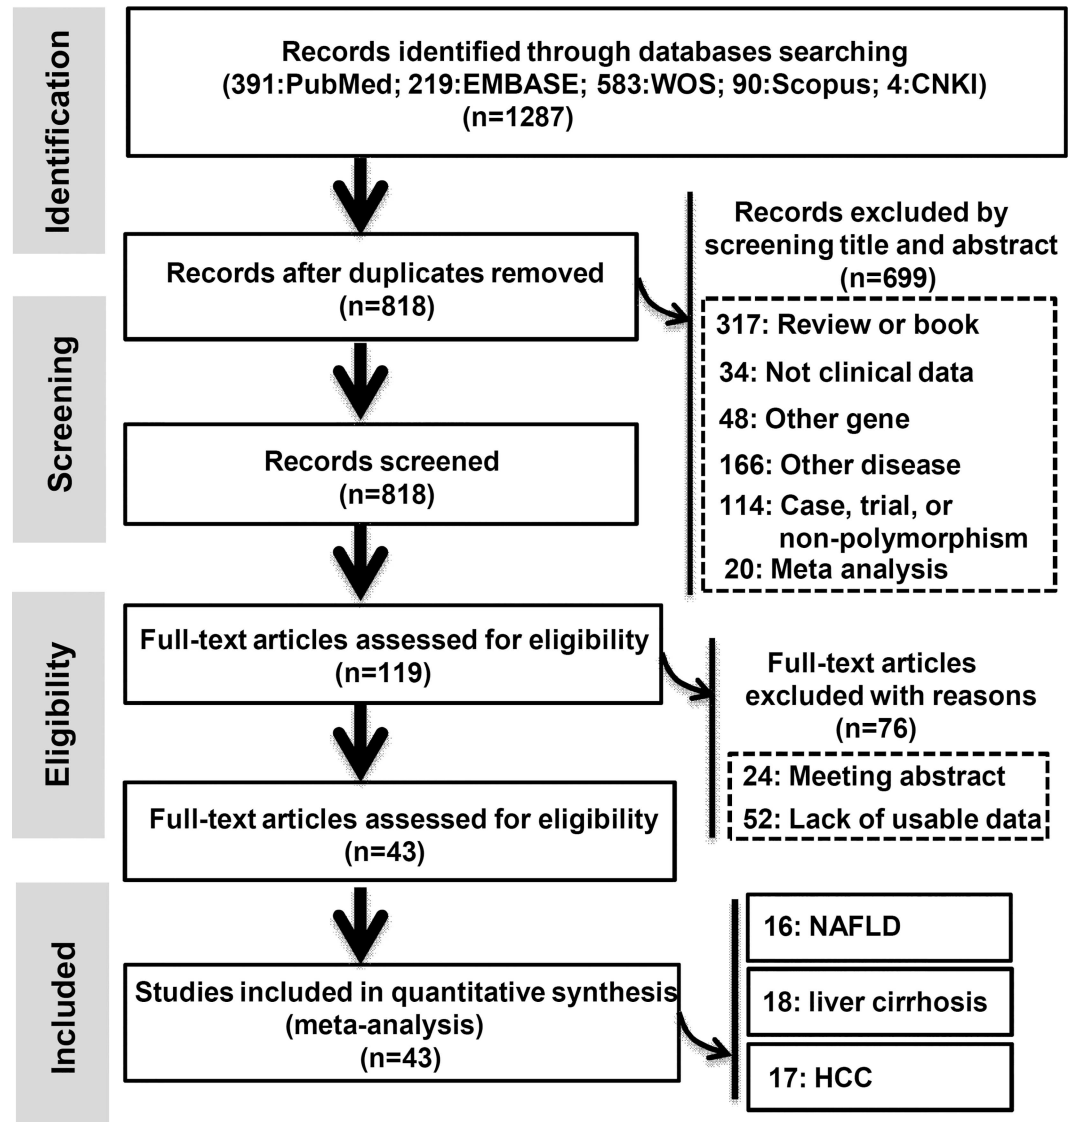 Identification
Records identified through databases searching
(391:PubMed; 219:EMBASE; 583:WOS; 90:Scopus; 4:CNKI)
(n=1287)
Records after duplicates removed
(n=818)
Records excluded by
screening title and abstract
(n=699)
317: Review or book
34: Not clinical data
48: Other gene
166: Other disease
114: Case, trial, or
non-polymorphism
20: Meta analysis
Screening
Records screened
(n=818)
Eligibility
Full-text articles assessed for eligibility
(n=119)
Full-text articles
excluded with reasons
(n=76)
24: Meeting abstract
52: Lack of usable data
Full-text articles assessed for eligibility
(n=43)
Included
Studies included in quantitative synthesis
(meta-analysis)
(n=43)
16: NAFLD
18: liver cirrhosis
17: HCC